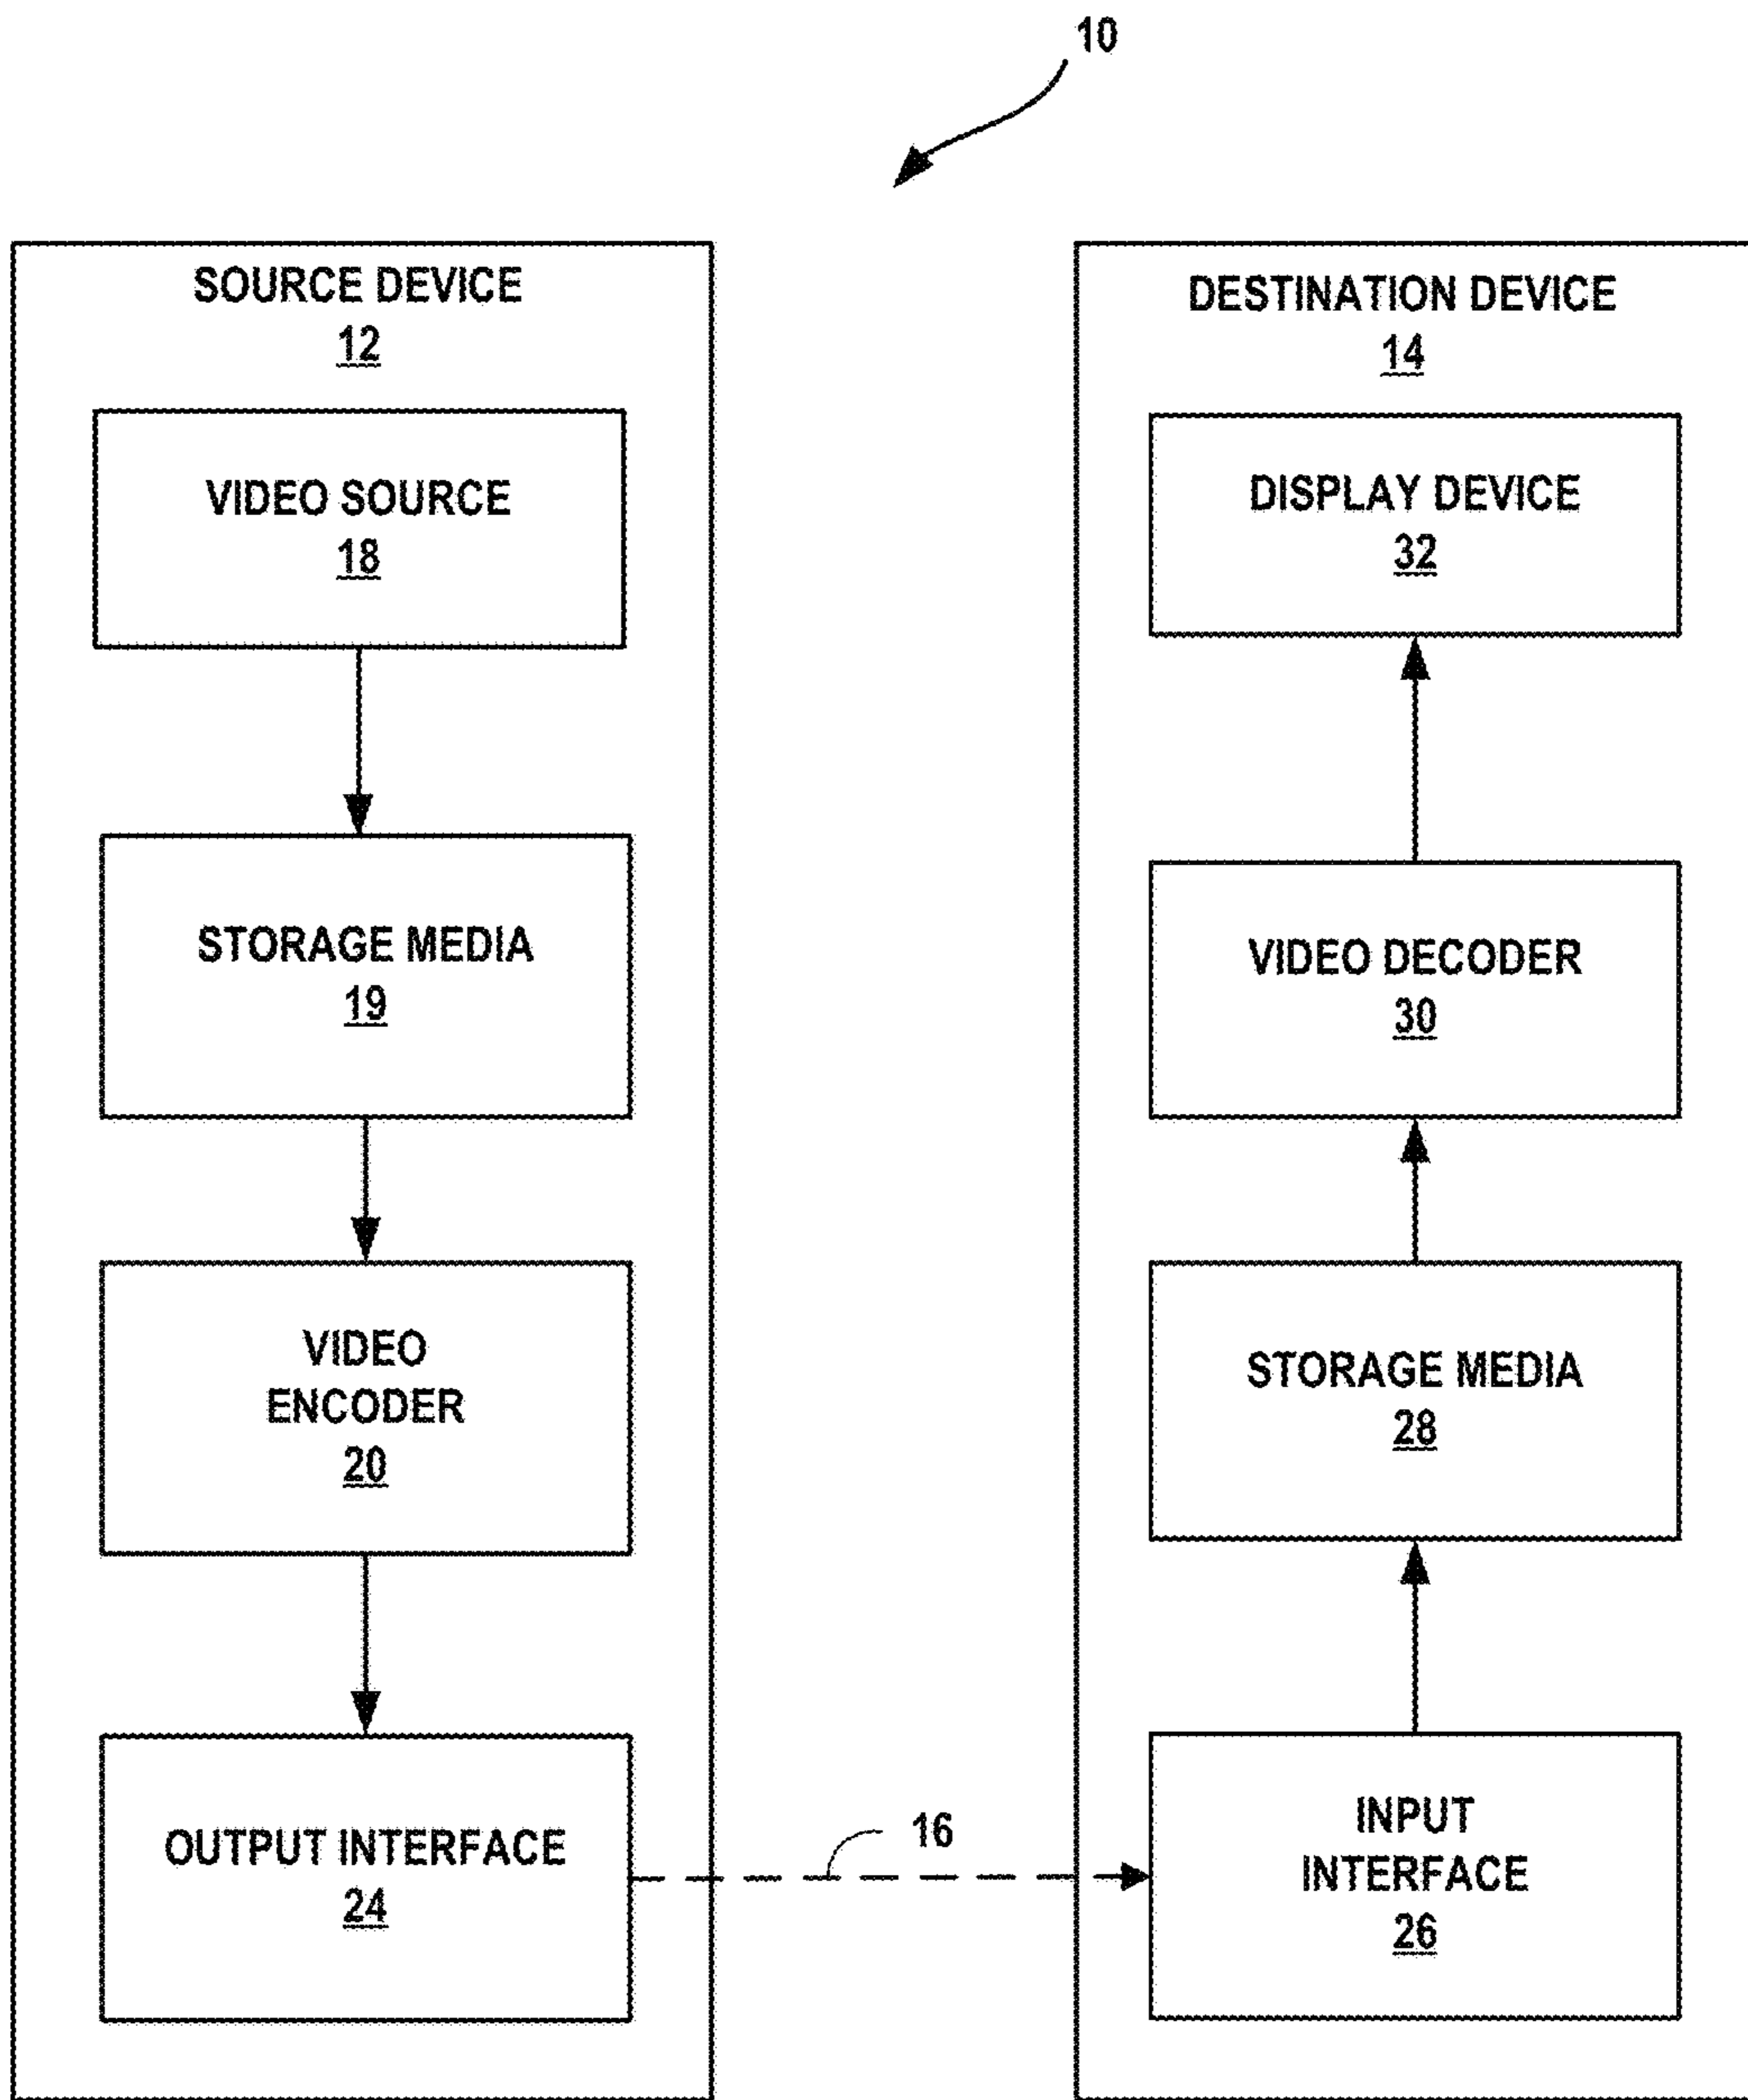 10
SOURCE DEVICE
12
VIDEO SOURCE
18
STORAGE MEDIA
19
VIDEO
ENCODER
20
OUTPUT INTERFACE
24
16
DESTINATION DEVICE
14
DISPLAY DEVICE
32
VIDEO DECODER
30
STORAGE MEDIA
28
INPUT
INTERFACE
26